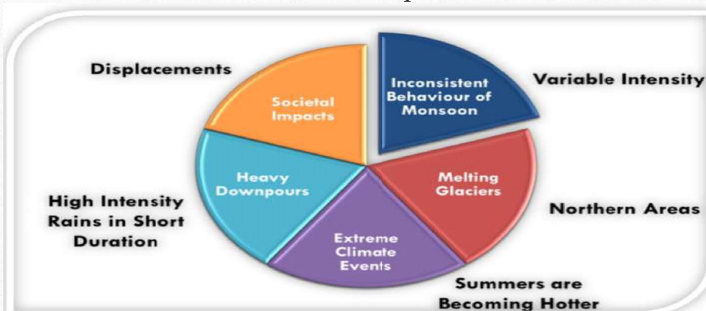 Displacements
Societal
Impacts
Inconsistent
Behaviour of
Monsoon
Variable Intensity
Heavy
Downpours
Melting
Glaciers
High Intensity
Rains in Short
Duration
Northern Areas
Extreme
Climate
Events
Summers are
Becoming Hotter